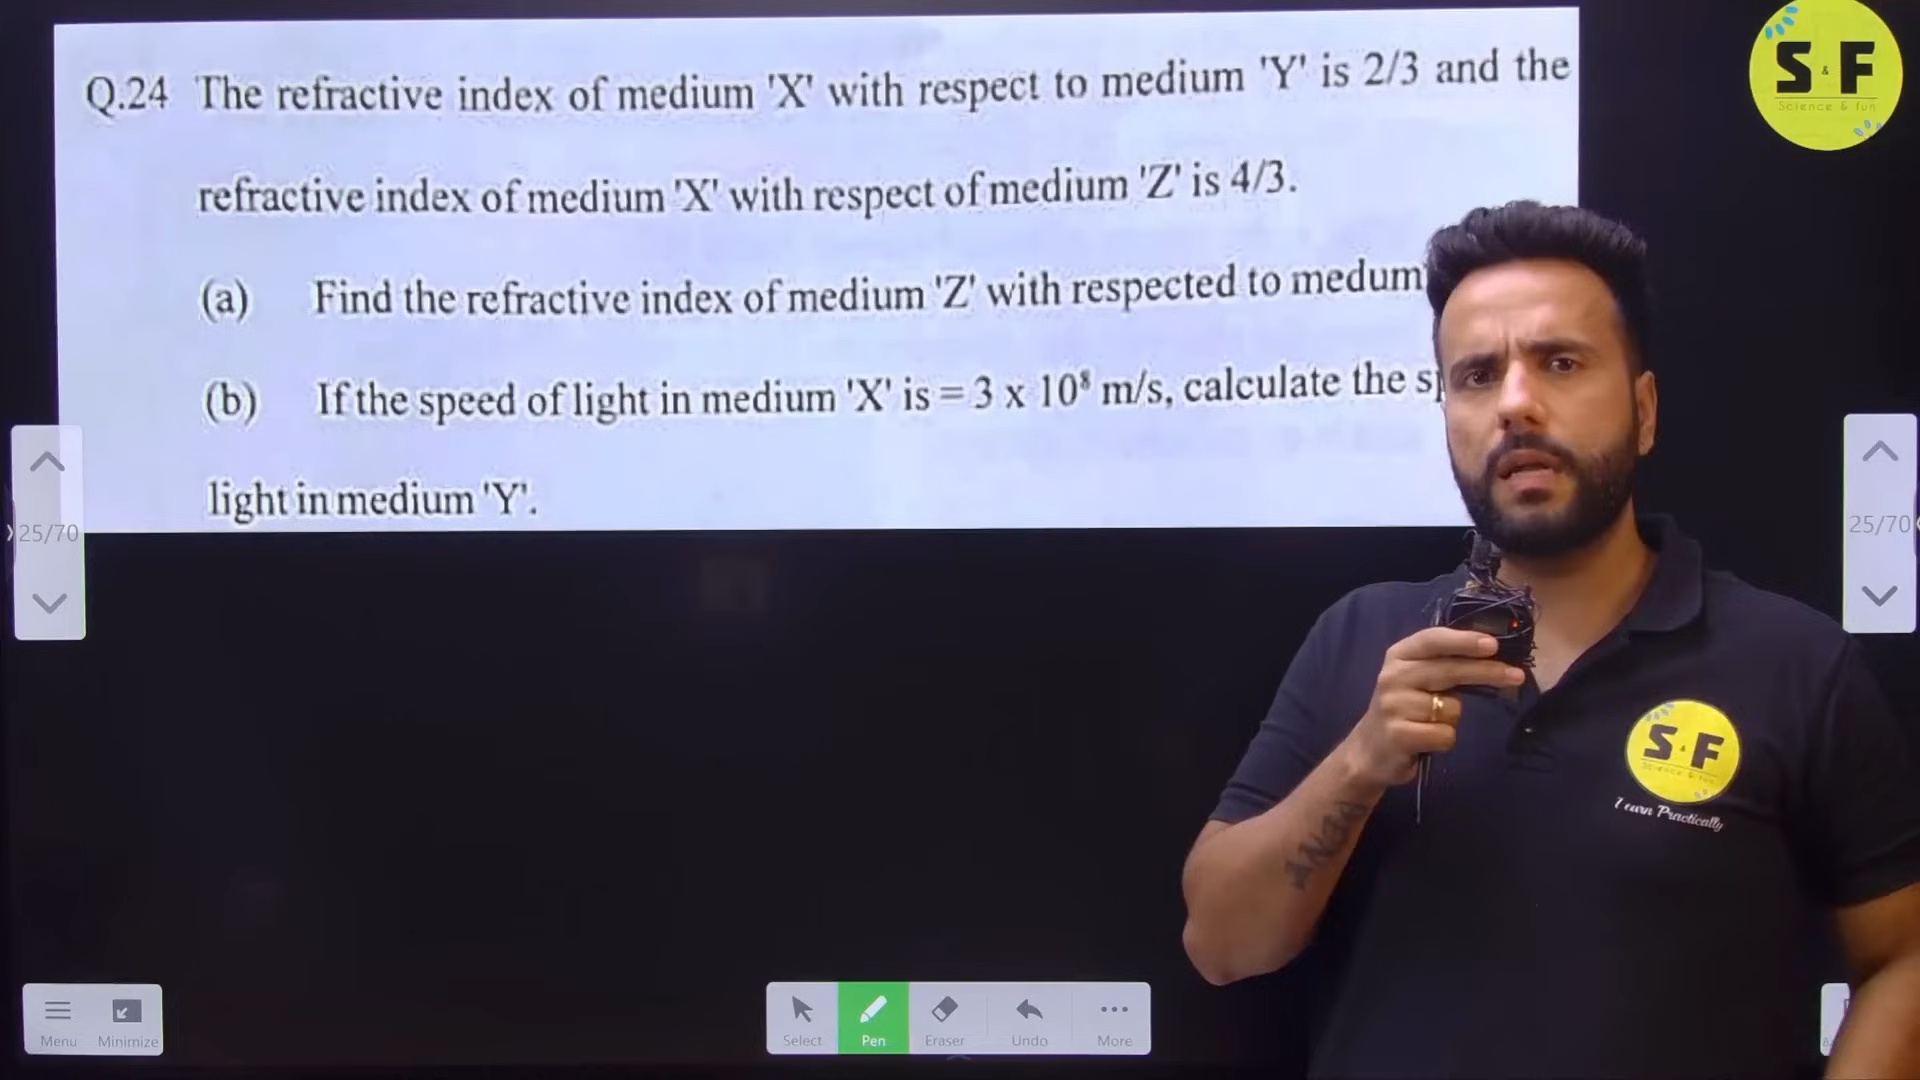 Q.24 The refractive index of medium 'X' with respect to medium 'Y' is 2/3 and the
refractive index of medium 'X' with respect of medium 'Z' is 4/3.
(a) Find the refractive index of medium 'Z' with respected to medum
(b) If the speed of light in medium 'X' is = 3 x 10⁸ m/s, calculate the
light in medium 'Y'.
S & F
Science & fun
25/70
25/70
S & F
Science & fun
Learn Practically
Menu
Minimize
Select
Pen
Eraser
Undo
More